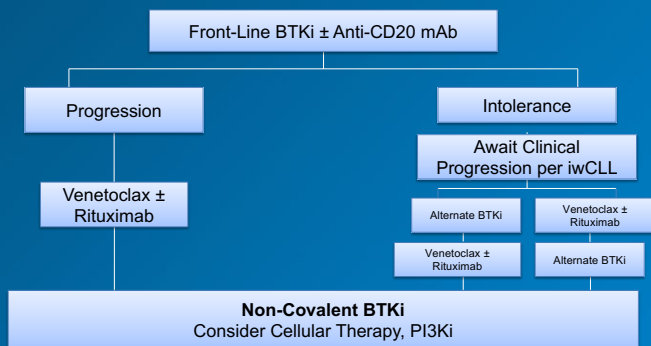 Front-Line BTKi ± Anti-CD20 mAb
Progression
Intolerance
Await Clinical
Progression per iwCLL
Venetoclax ±
Rituximab
Alternate BTKi
Venetoclax ±
Rituximab
Venetoclax ±
Rituximab
Alternate BTKi
Non-Covalent BTKi
Consider Cellular Therapy, PI3Ki